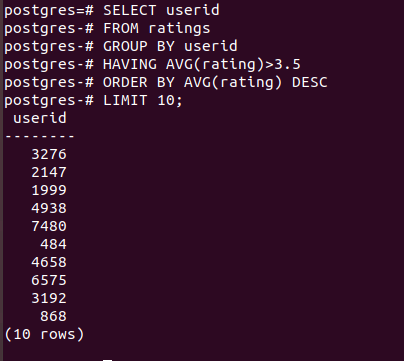 postgres=# SELECT userid
postgres-# FROM ratings
postgres-# GROUP BY userid
postgres-# HAVING AVG(rating)>3.5
postgres-# ORDER BY AVG(rating) DESC
postgres-# LIMIT 10;
 userid
--------
   3276
   2147
   1999
   4938
   7480
    484
   4658
   6575
   3192
    868
(10 rows)